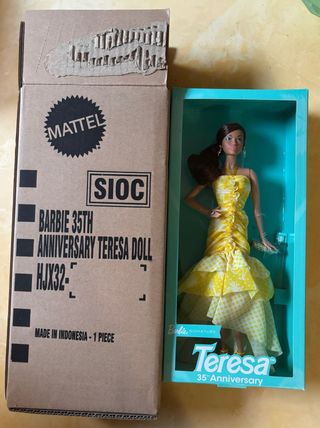 MATTEL
SIOC
BARBIE 35TH
ANNIVERSARY TERESA DOLL
HJX32-
MADE IN INDONESIA - 1 PIECE
Barbie SIGNATURE
Teresa
35th Anniversary